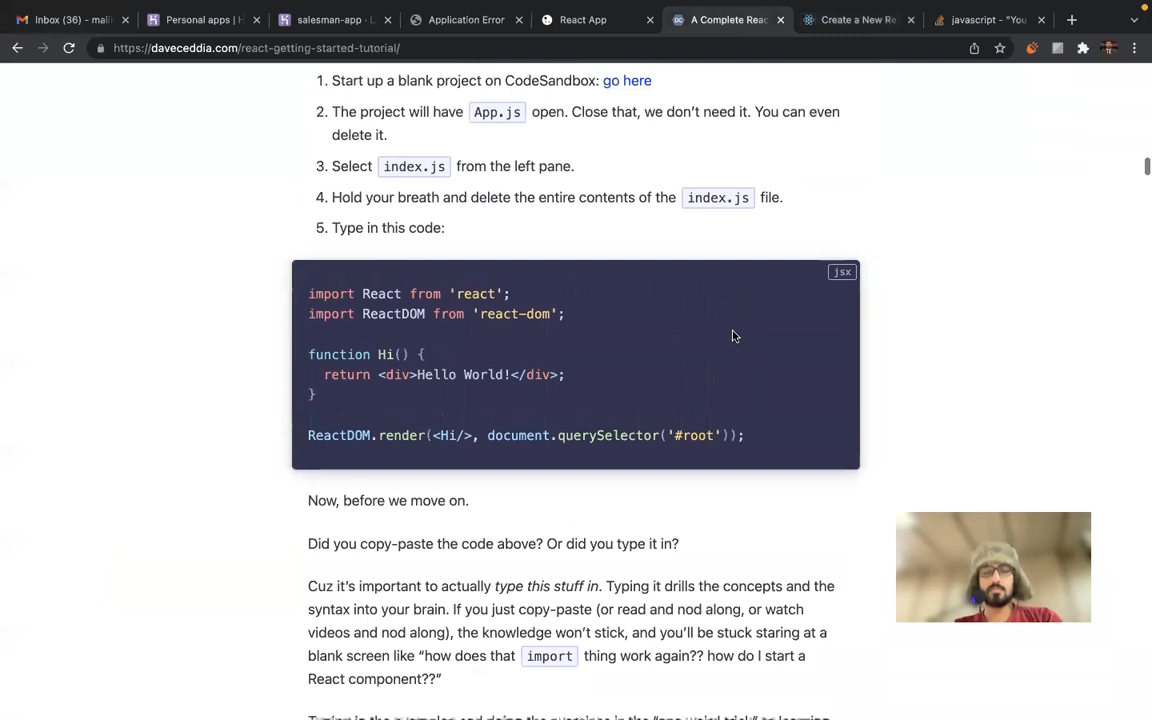 Inbox (36) - mali
Personal apps | H
salesman-app · L
Application Error
React App
A Complete Reac
Create a New Re
javascript - "You
https://daveceddia.com/react-getting-started-tutorial/
1. Start up a blank project on CodeSandbox: go here
2. The project will have App.js open. Close that, we don’t need it. You can even
delete it.
3. Select index.js from the left pane.
4. Hold your breath and delete the entire contents of the index.js file.
5. Type in this code:
jsx
import React from 'react';
import ReactDOM from 'react-dom';
function Hi() {
return <div>Hello World!</div>;
}
ReactDOM.render(<Hi/>, document.querySelector('#root'));
Now, before we move on.
Did you copy-paste the code above? Or did you type it in?
Cuz it’s important to actually type this stuff in. Typing it drills the concepts and the
syntax into your brain. If you just copy-paste (or read and nod along, or watch
videos and nod along), the knowledge won’t stick, and you’ll be stuck staring at a
blank screen like “how does that import thing work again?? how do I start a
React component??”